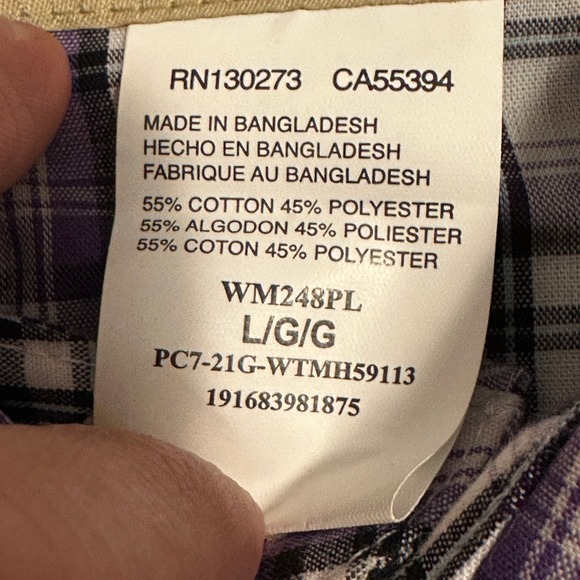 RN130273 CA55394
MADE IN BANGLADESH
HECHO EN BANGLADESH
FABRIQUE AU BANGLADESH
55% COTTON 45% POLYESTER
55% ALGODON 45% POLIESTER
55% COTON 45% POLYESTER
WM248PL
L/G/G
PC7-21G-WTMH59113
191683981875